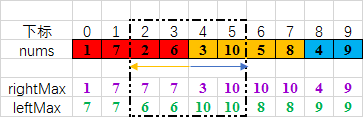 下标 0 1 2 3 4 5 6 7 8 9
nums 1 7 2 6 3 10 5 8 4 9
rightMax 1 7 7 7 3 10 10 10 4 9
leftMax 7 7 6 6 10 10 8 8 9 9